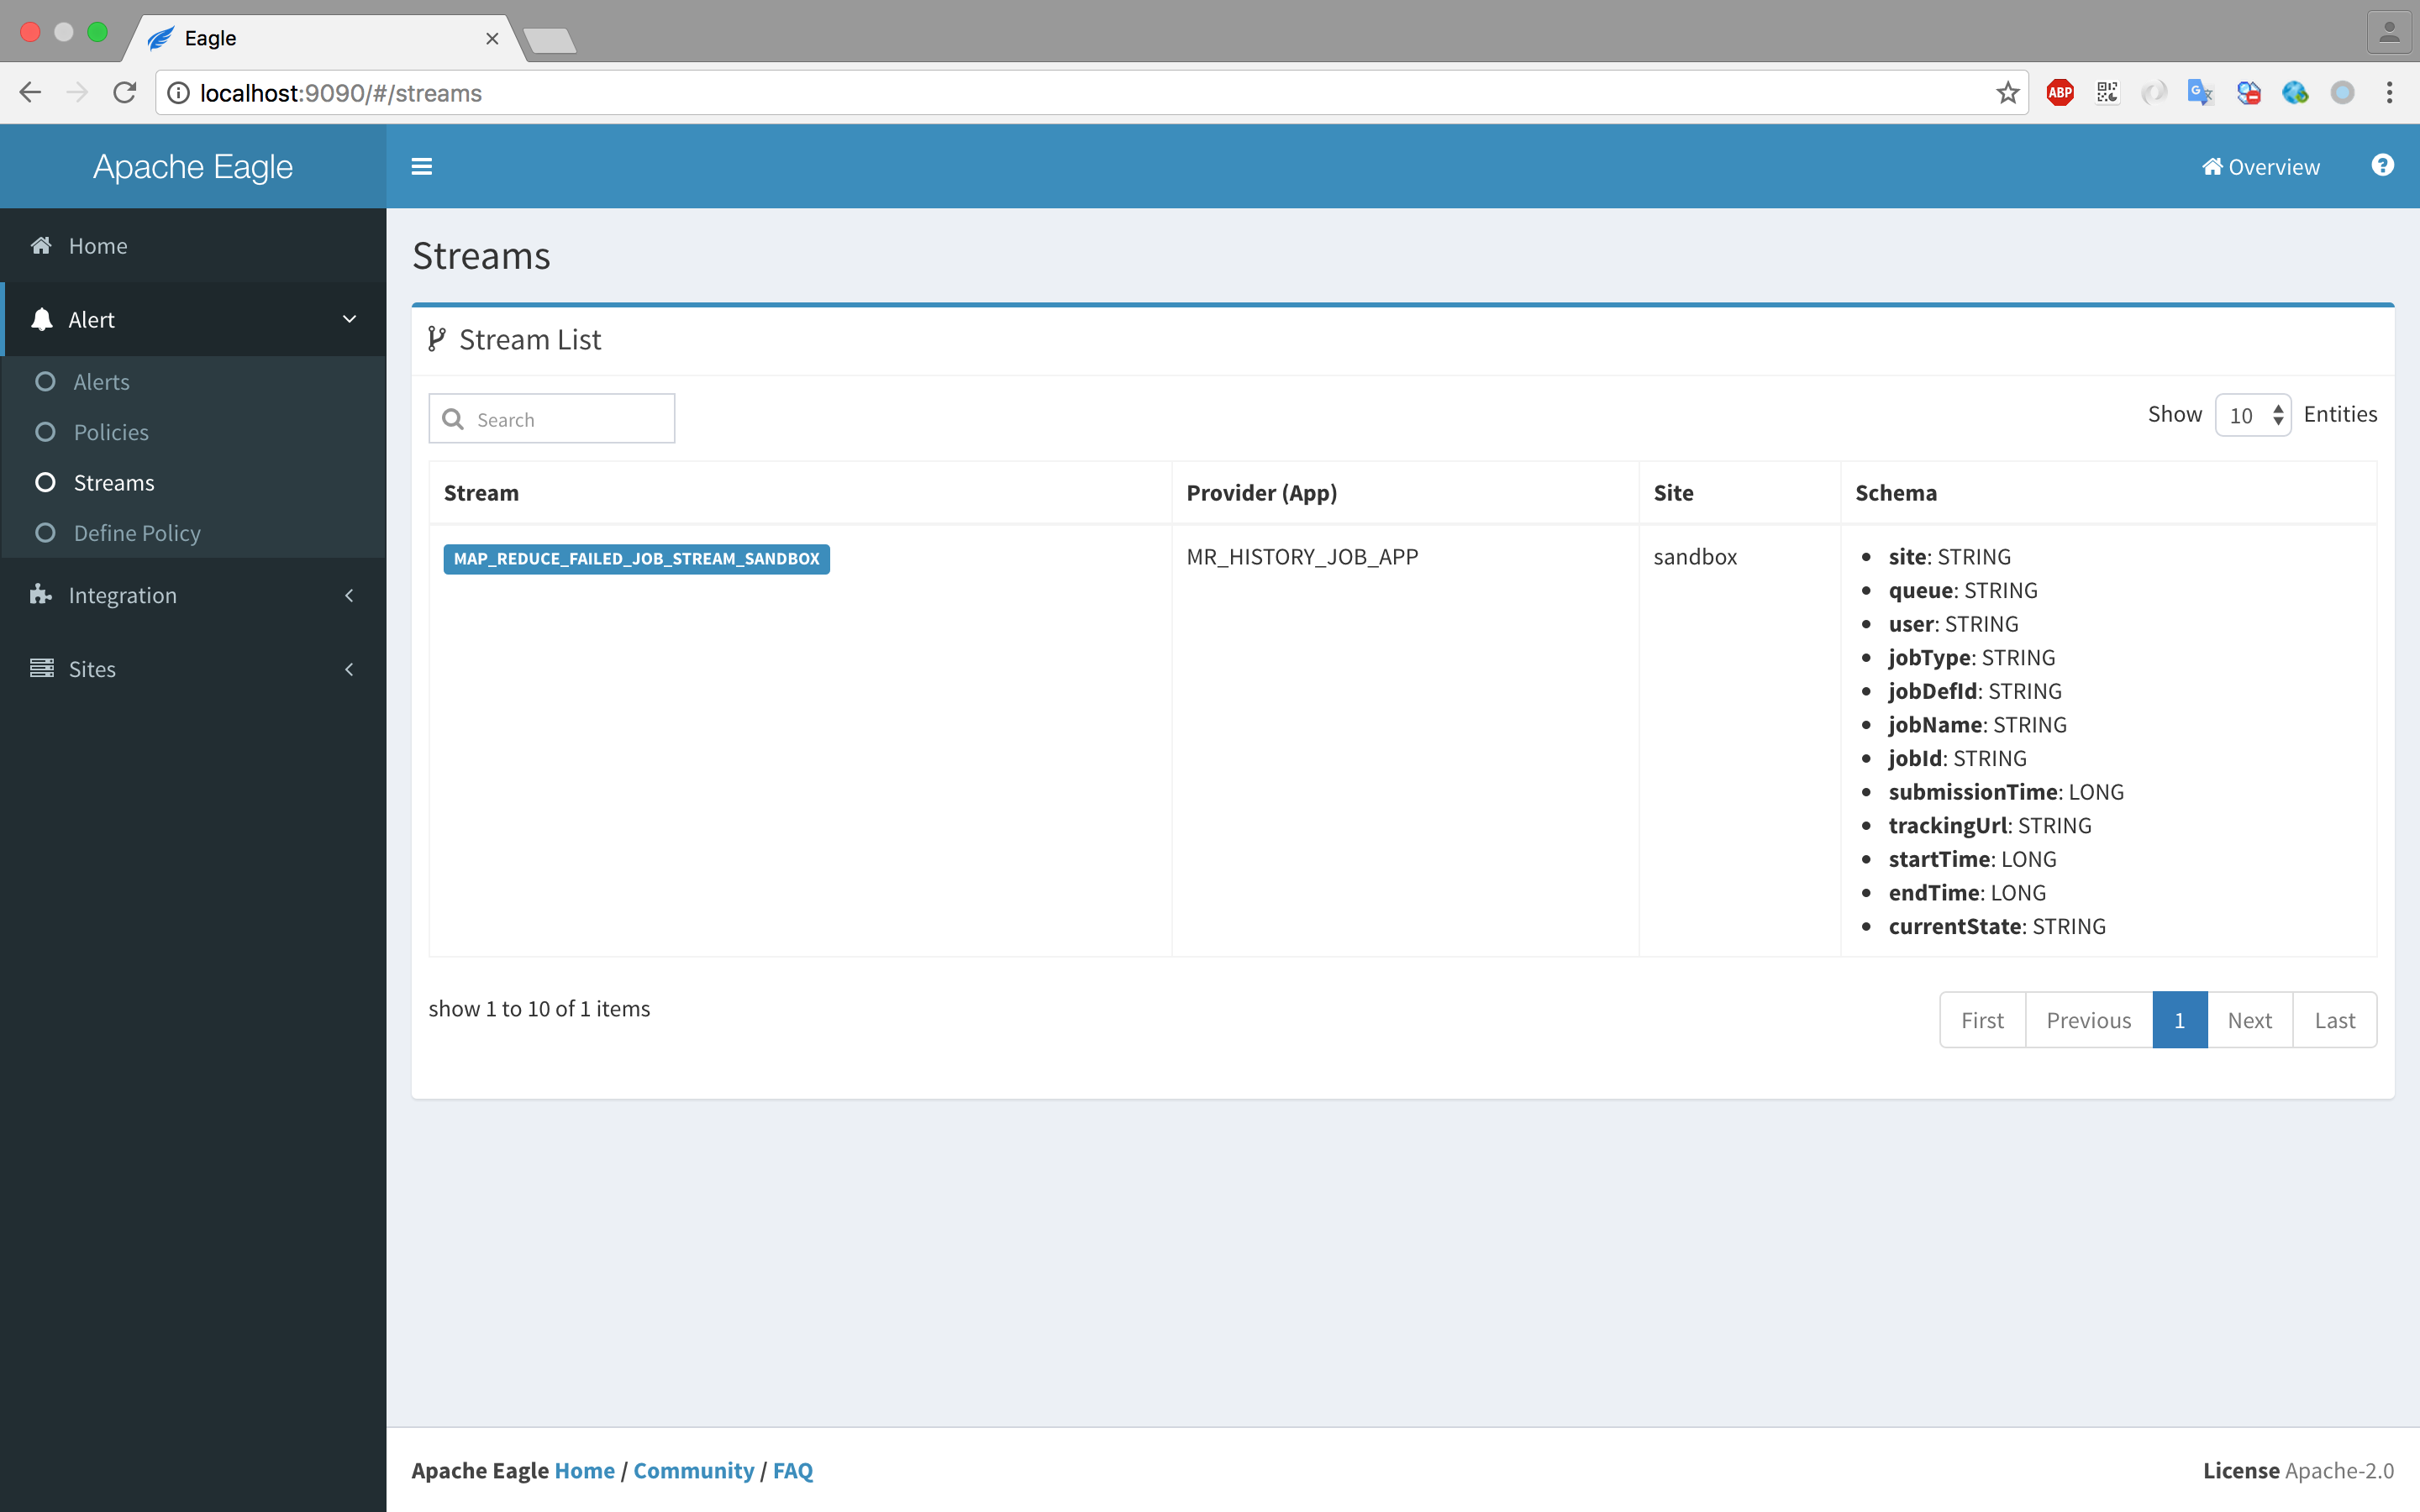 Eagle
localhost:9090/#/streams
ABP
Apache Eagle
Overview
Home
Alert
Alerts
Policies
Streams
Define Policy
Integration
Sites
Streams
Stream List
Search
Show 10 Entities
Stream Provider (App) Site Schema
MAP_REDUCE_FAILED_JOB_STREAM_SANDBOX MR_HISTORY_JOB_APP sandbox
site: STRING
queue: STRING
user: STRING
jobType: STRING
jobDefId: STRING
jobName: STRING
jobId: STRING
submissionTime: LONG
trackingUrl: STRING
startTime: LONG
endTime: LONG
currentState: STRING
show 1 to 10 of 1 items
First Previous 1 Next Last
Apache Eagle Home / Community / FAQ
License Apache-2.0